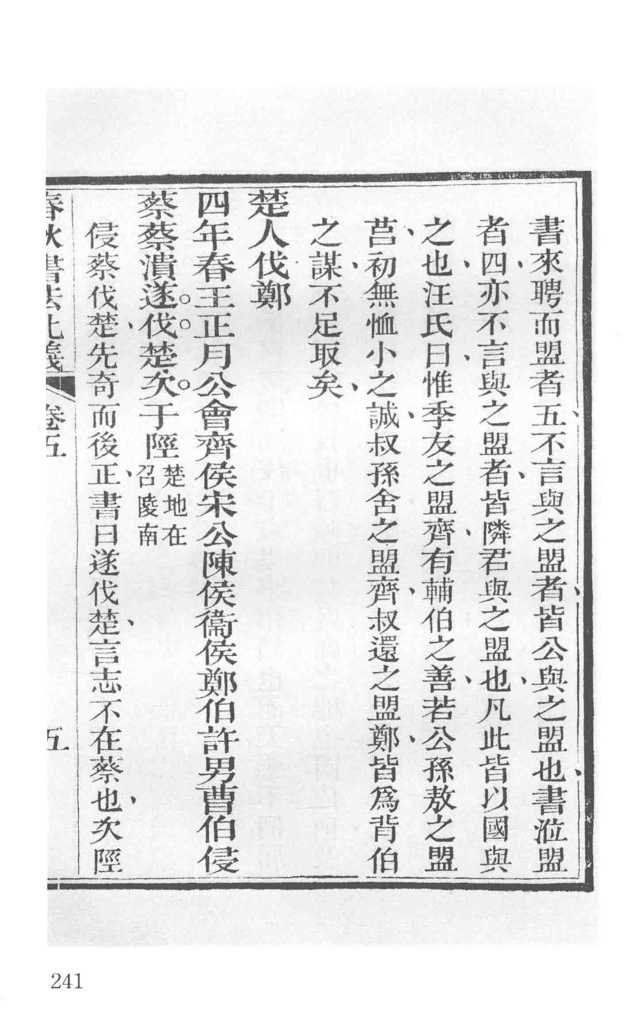 書來聘而盟者五不言與之盟者皆公與之盟也書涖盟
者四亦不言與之盟者皆隣君與之盟也凡此皆以國與
之也汪氏曰惟季友之盟齊有輔伯之善若公孫敖之盟
莒初無恤小之誠叔孫舍之盟齊叔還之盟鄭皆爲背伯
之謀不足取矣
楚人伐鄭
四年春王正月公會齊侯宋公陳侯衞侯鄭伯許男曹伯侵
蔡蔡潰遂伐楚次于陘楚地在召陵南
侵蔡伐楚先奇而後正書曰遂伐楚言志不在蔡也次陘
春秋書法比義 卷五 五
241